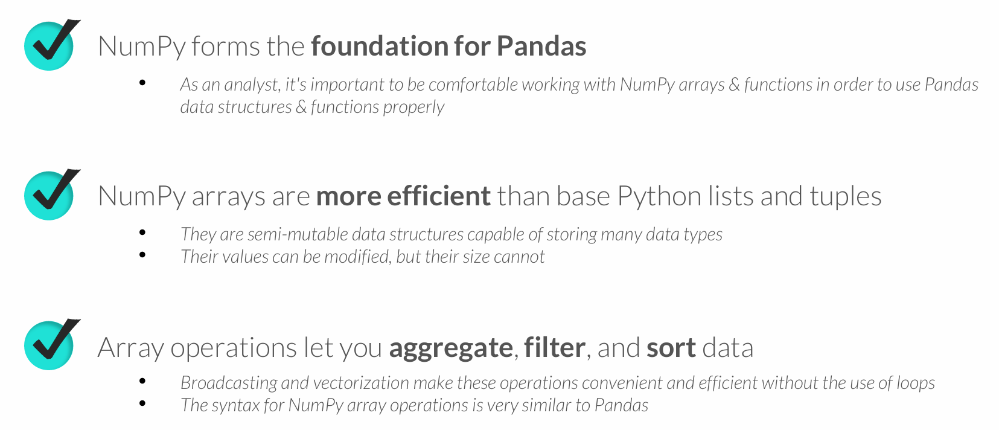 NumPy forms the foundation for Pandas
• As an analyst, it's important to be comfortable working with NumPy arrays & functions in order to use Pandas
data structures & functions properly
NumPy arrays are more efficient than base Python lists and tuples
• They are semi-mutable data structures capable of storing many data types
• Their values can be modified, but their size cannot
Array operations let you aggregate, filter, and sort data
• Broadcasting and vectorization make these operations convenient and efficient without the use of loops
• The syntax for NumPy array operations is very similar to Pandas